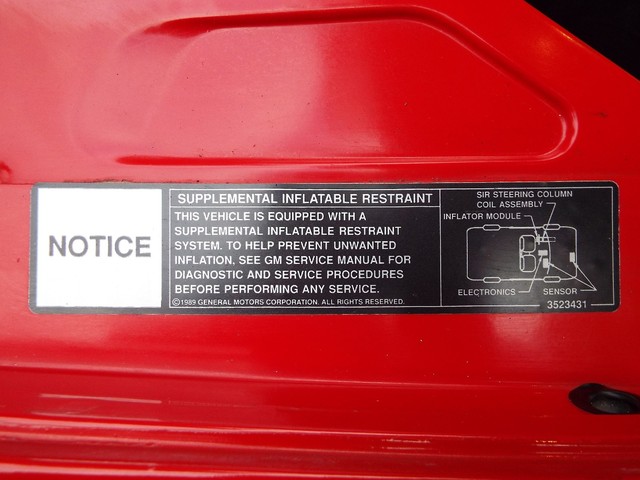 NOTICE
SUPPLEMENTAL INFLATABLE RESTRAINT
THIS VEHICLE IS EQUIPPED WITH A
SUPPLEMENTAL INFLATABLE RESTRAINT
SYSTEM. TO HELP PREVENT UNWANTED
INFLATION, SEE GM SERVICE MANUAL FOR
DIAGNOSTIC AND SERVICE PROCEDURES
BEFORE PERFORMING ANY SERVICE.
©1989 GENERAL MOTORS CORPORATION. ALL RIGHTS RESERVED.
SIR STEERING COLUMN
COIL ASSEMBLY
INFLATOR MODULE
ELECTRONICS
SENSOR
3523431